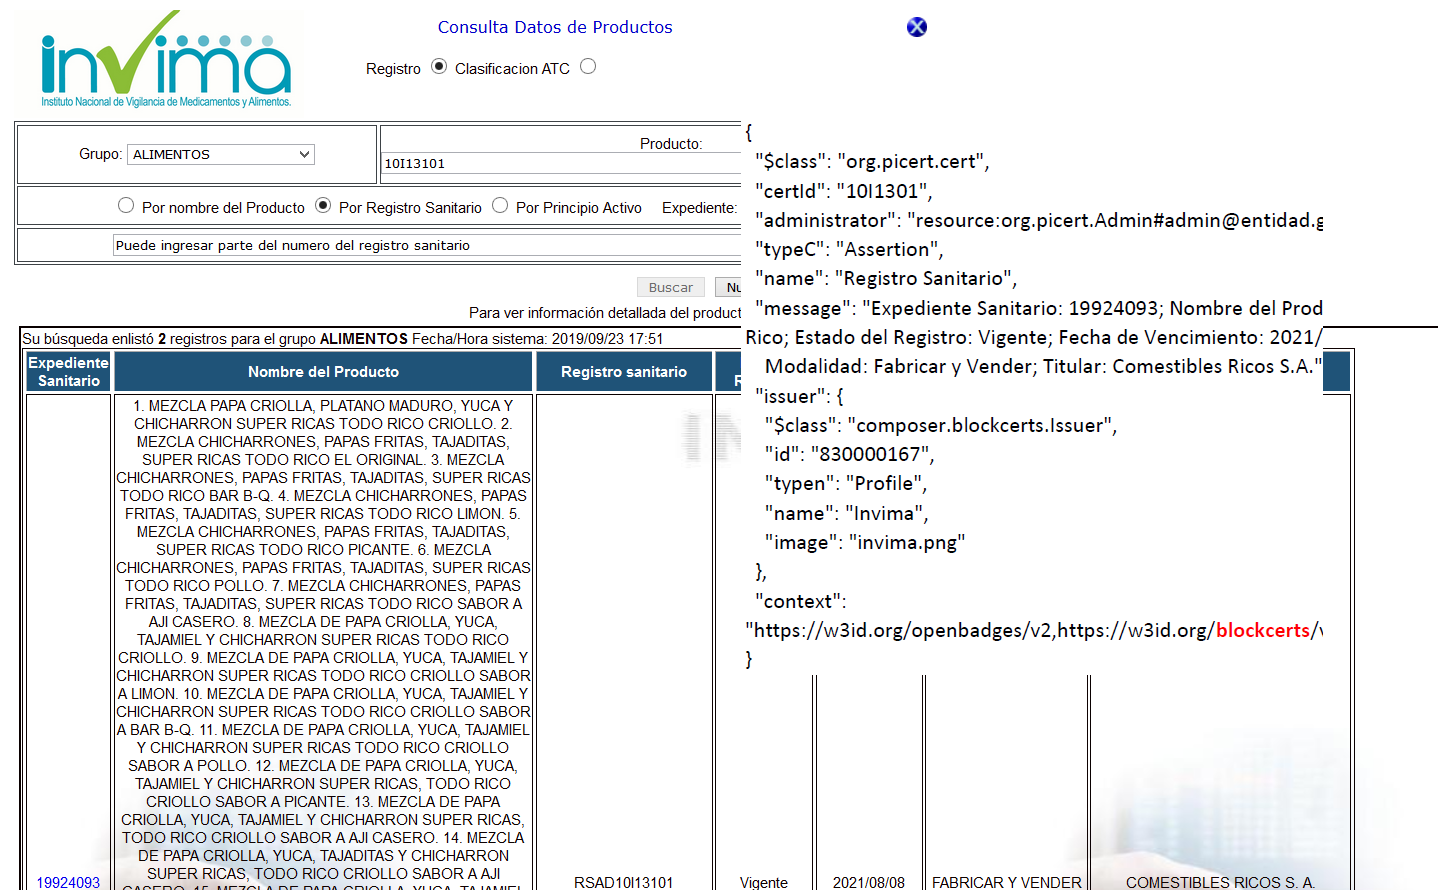 invima
Instituto Nacional de Vigilancia de Medicamentos y Alimentos.
Consulta Datos de Productos
Registro Clasificacion ATC
Grupo: ALIMENTOS
Producto:
10I13101
Por nombre del Producto Por Registro Sanitario Por Principio Activo Expediente:
Puede ingresar parte del numero del registro sanitario
Buscar Nu
Para ver información detallada del product
Su búsqueda enlistó 2 registros para el grupo ALIMENTOS Fecha/Hora sistema: 2019/09/23 17:51
Expediente
Sanitario
Nombre del Producto
Registro sanitario
R
1. MEZCLA PAPA CRIOLLA, PLATANO MADURO, YUCA Y
CHICHARRON SUPER RICAS TODO RICO CRIOLLO. 2.
MEZCLA CHICHARRONES, PAPAS FRITAS, TAJADITAS,
SUPER RICAS TODO RICO EL ORIGINAL. 3. MEZCLA
CHICHARRONES, PAPAS FRITAS, TAJADITAS, SUPER RICAS
TODO RICO BAR B-Q. 4. MEZCLA CHICHARRONES, PAPAS
FRITAS, TAJADITAS, SUPER RICAS TODO RICO LIMON. 5.
MEZCLA CHICHARRONES, PAPAS FRITAS, TAJADITAS,
SUPER RICAS TODO RICO PICANTE. 6. MEZCLA
CHICHARRONES, PAPAS FRITAS, TAJADITAS, SUPER RICAS
TODO RICO POLLO. 7. MEZCLA CHICHARRONES, PAPAS
FRITAS, TAJADITAS, SUPER RICAS TODO RICO SABOR A
AJI CASERO. 8. MEZCLA DE PAPA CRIOLLA, YUCA,
TAJAMIEL Y CHICHARRON SUPER RICAS TODO RICO
CRIOLLO. 9. MEZCLA DE PAPA CRIOLLA, YUCA, TAJAMIEL Y
CHICHARRON SUPER RICAS TODO RICO CRIOLLO SABOR
A LIMON. 10. MEZCLA DE PAPA CRIOLLA, YUCA, TAJAMIEL Y
CHICHARRON SUPER RICAS TODO RICO CRIOLLO SABOR
A BAR B-Q. 11. MEZCLA DE PAPA CRIOLLA, YUCA, TAJAMIEL
Y CHICHARRON SUPER RICAS TODO RICO CRIOLLO
SABOR A POLLO. 12. MEZCLA DE PAPA CRIOLLA, YUCA,
TAJAMIEL Y CHICHARRON SUPER RICAS, TODO RICO
CRIOLLO SABOR A PICANTE. 13. MEZCLA DE PAPA
CRIOLLA, YUCA, TAJAMIEL Y CHICHARRON SUPER RICAS,
TODO RICO CRIOLLO SABOR A AJI CASERO. 14. MEZCLA
DE PAPA CRIOLLA, YUCA, TAJADITAS Y CHICHARRON
SUPER RICAS, TODO RICO CRIOLLO SABOR A AJI
CASERO. 15. MEZCLA DE PAPA CRIOLLA, YUCA, TAJAMIEL
19924093 RSAD10I13101 Vigente 2021/08/08 FABRICAR Y VENDER COMESTIBLES RICOS S. A.
{
"$class": "org.picert.cert",
"certId": "10I1301",
"administrator": "resource:org.picert.Admin#admin@entidad.g
"typeC": "Assertion",
"name": "Registro Sanitario",
"message": "Expediente Sanitario: 19924093; Nombre del Prod
Rico; Estado del Registro: Vigente; Fecha de Vencimiento: 2021/
Modalidad: Fabricar y Vender; Titular: Comestibles Ricos S.A."
"issuer": {
"$class": "composer.blockcerts.Issuer",
"id": "830000167",
"typen": "Profile",
"name": "Invima",
"image": "invima.png"
},
"context":
"https://w3id.org/openbadges/v2,https://w3id.org/blockcerts/v
}